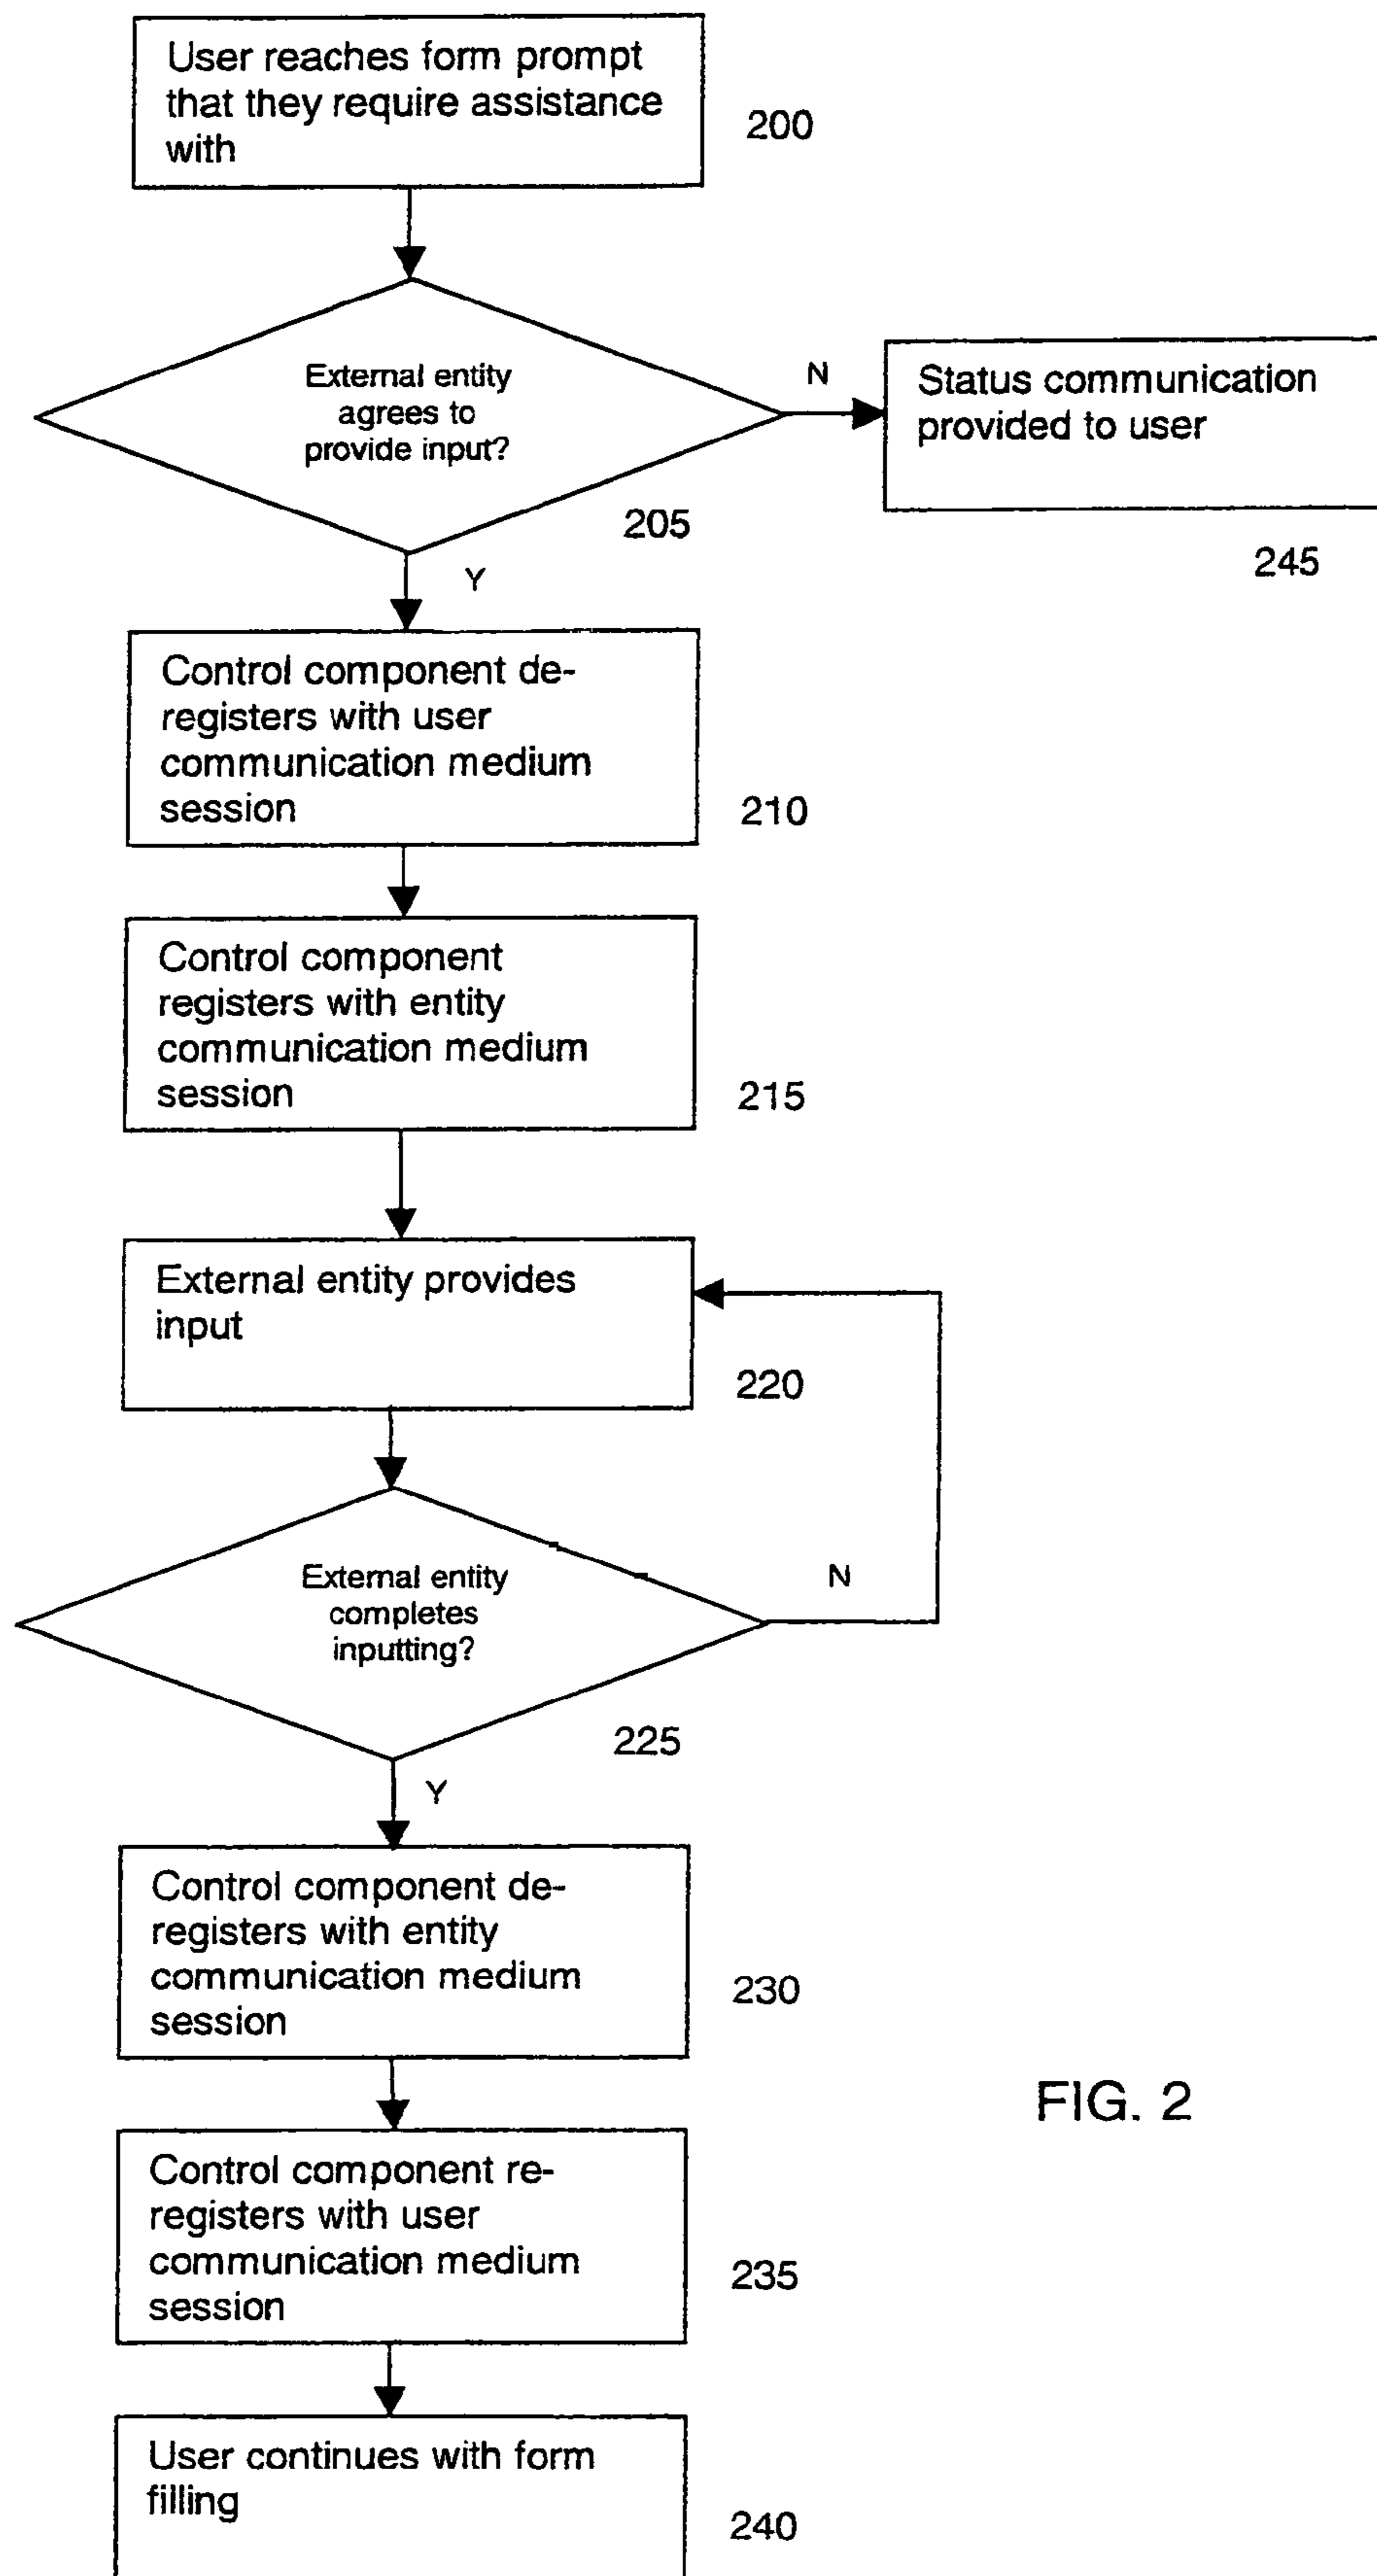 User reaches form prompt
that they require assistance
with
200
External entity
agrees to
provide input?
205
N
Status communication
provided to user
245
Y
Control component de-
registers with user
communication medium
session
210
Control component
registers with entity
communication medium
session
215
External entity provides
input
220
External entity
completes
inputting?
225
N
Y
Control component de-
registers with entity
communication medium
session
230
FIG. 2
Control component re-
registers with user
communication medium
session
235
User continues with form
filling
240